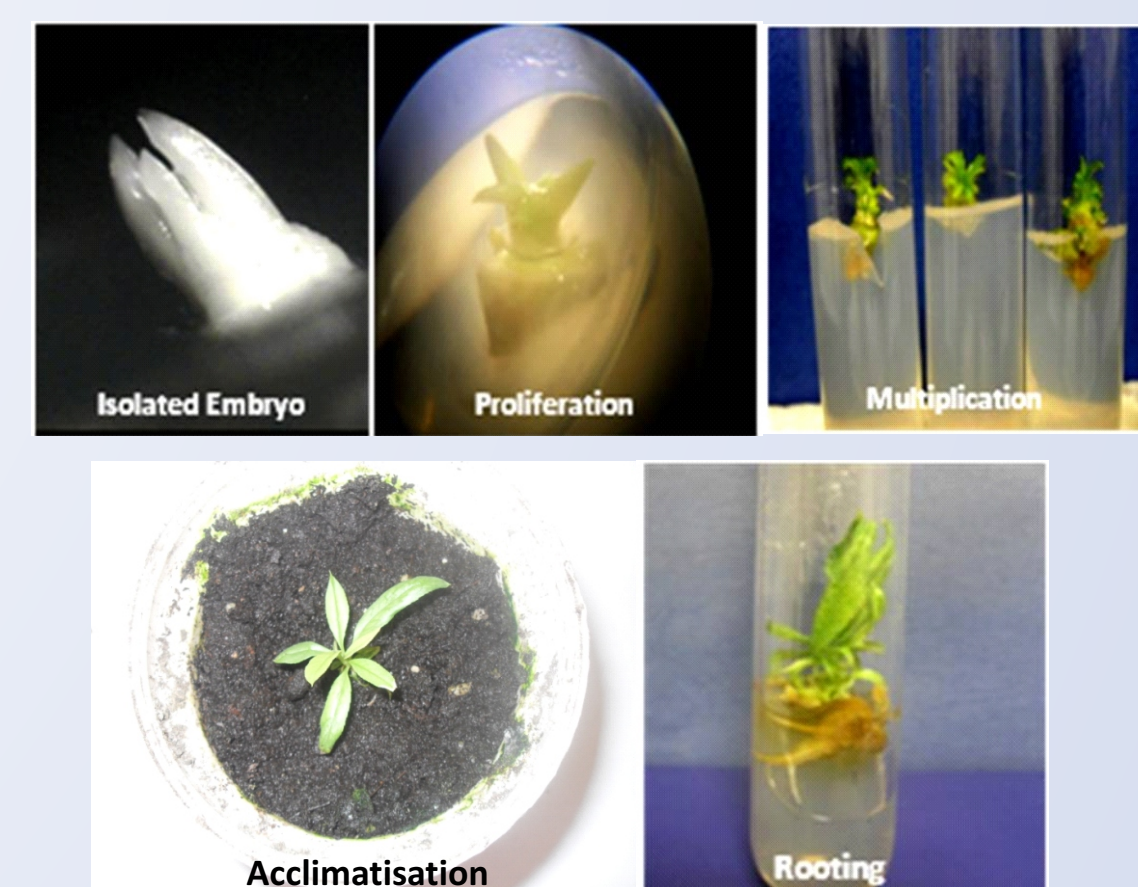 Isolated Embryo
Proliferation
Multiplication
Acclimatisation
Rooting